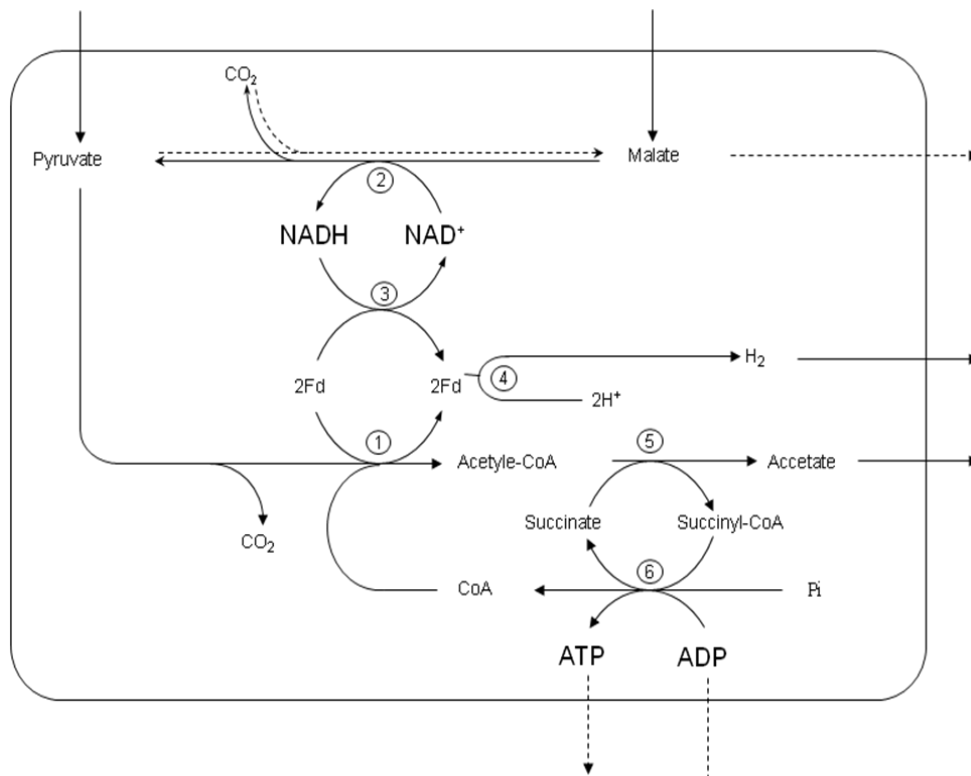 CO₂
Pyruvate
Malate
2
NADH NAD⁺
3
H₂
2Fd 2Fd 4 2H⁺
1 5
Acetyle-CoA Accetate
Succinate Succinyl-CoA
CO₂
6
CoA Pi
ATP ADP